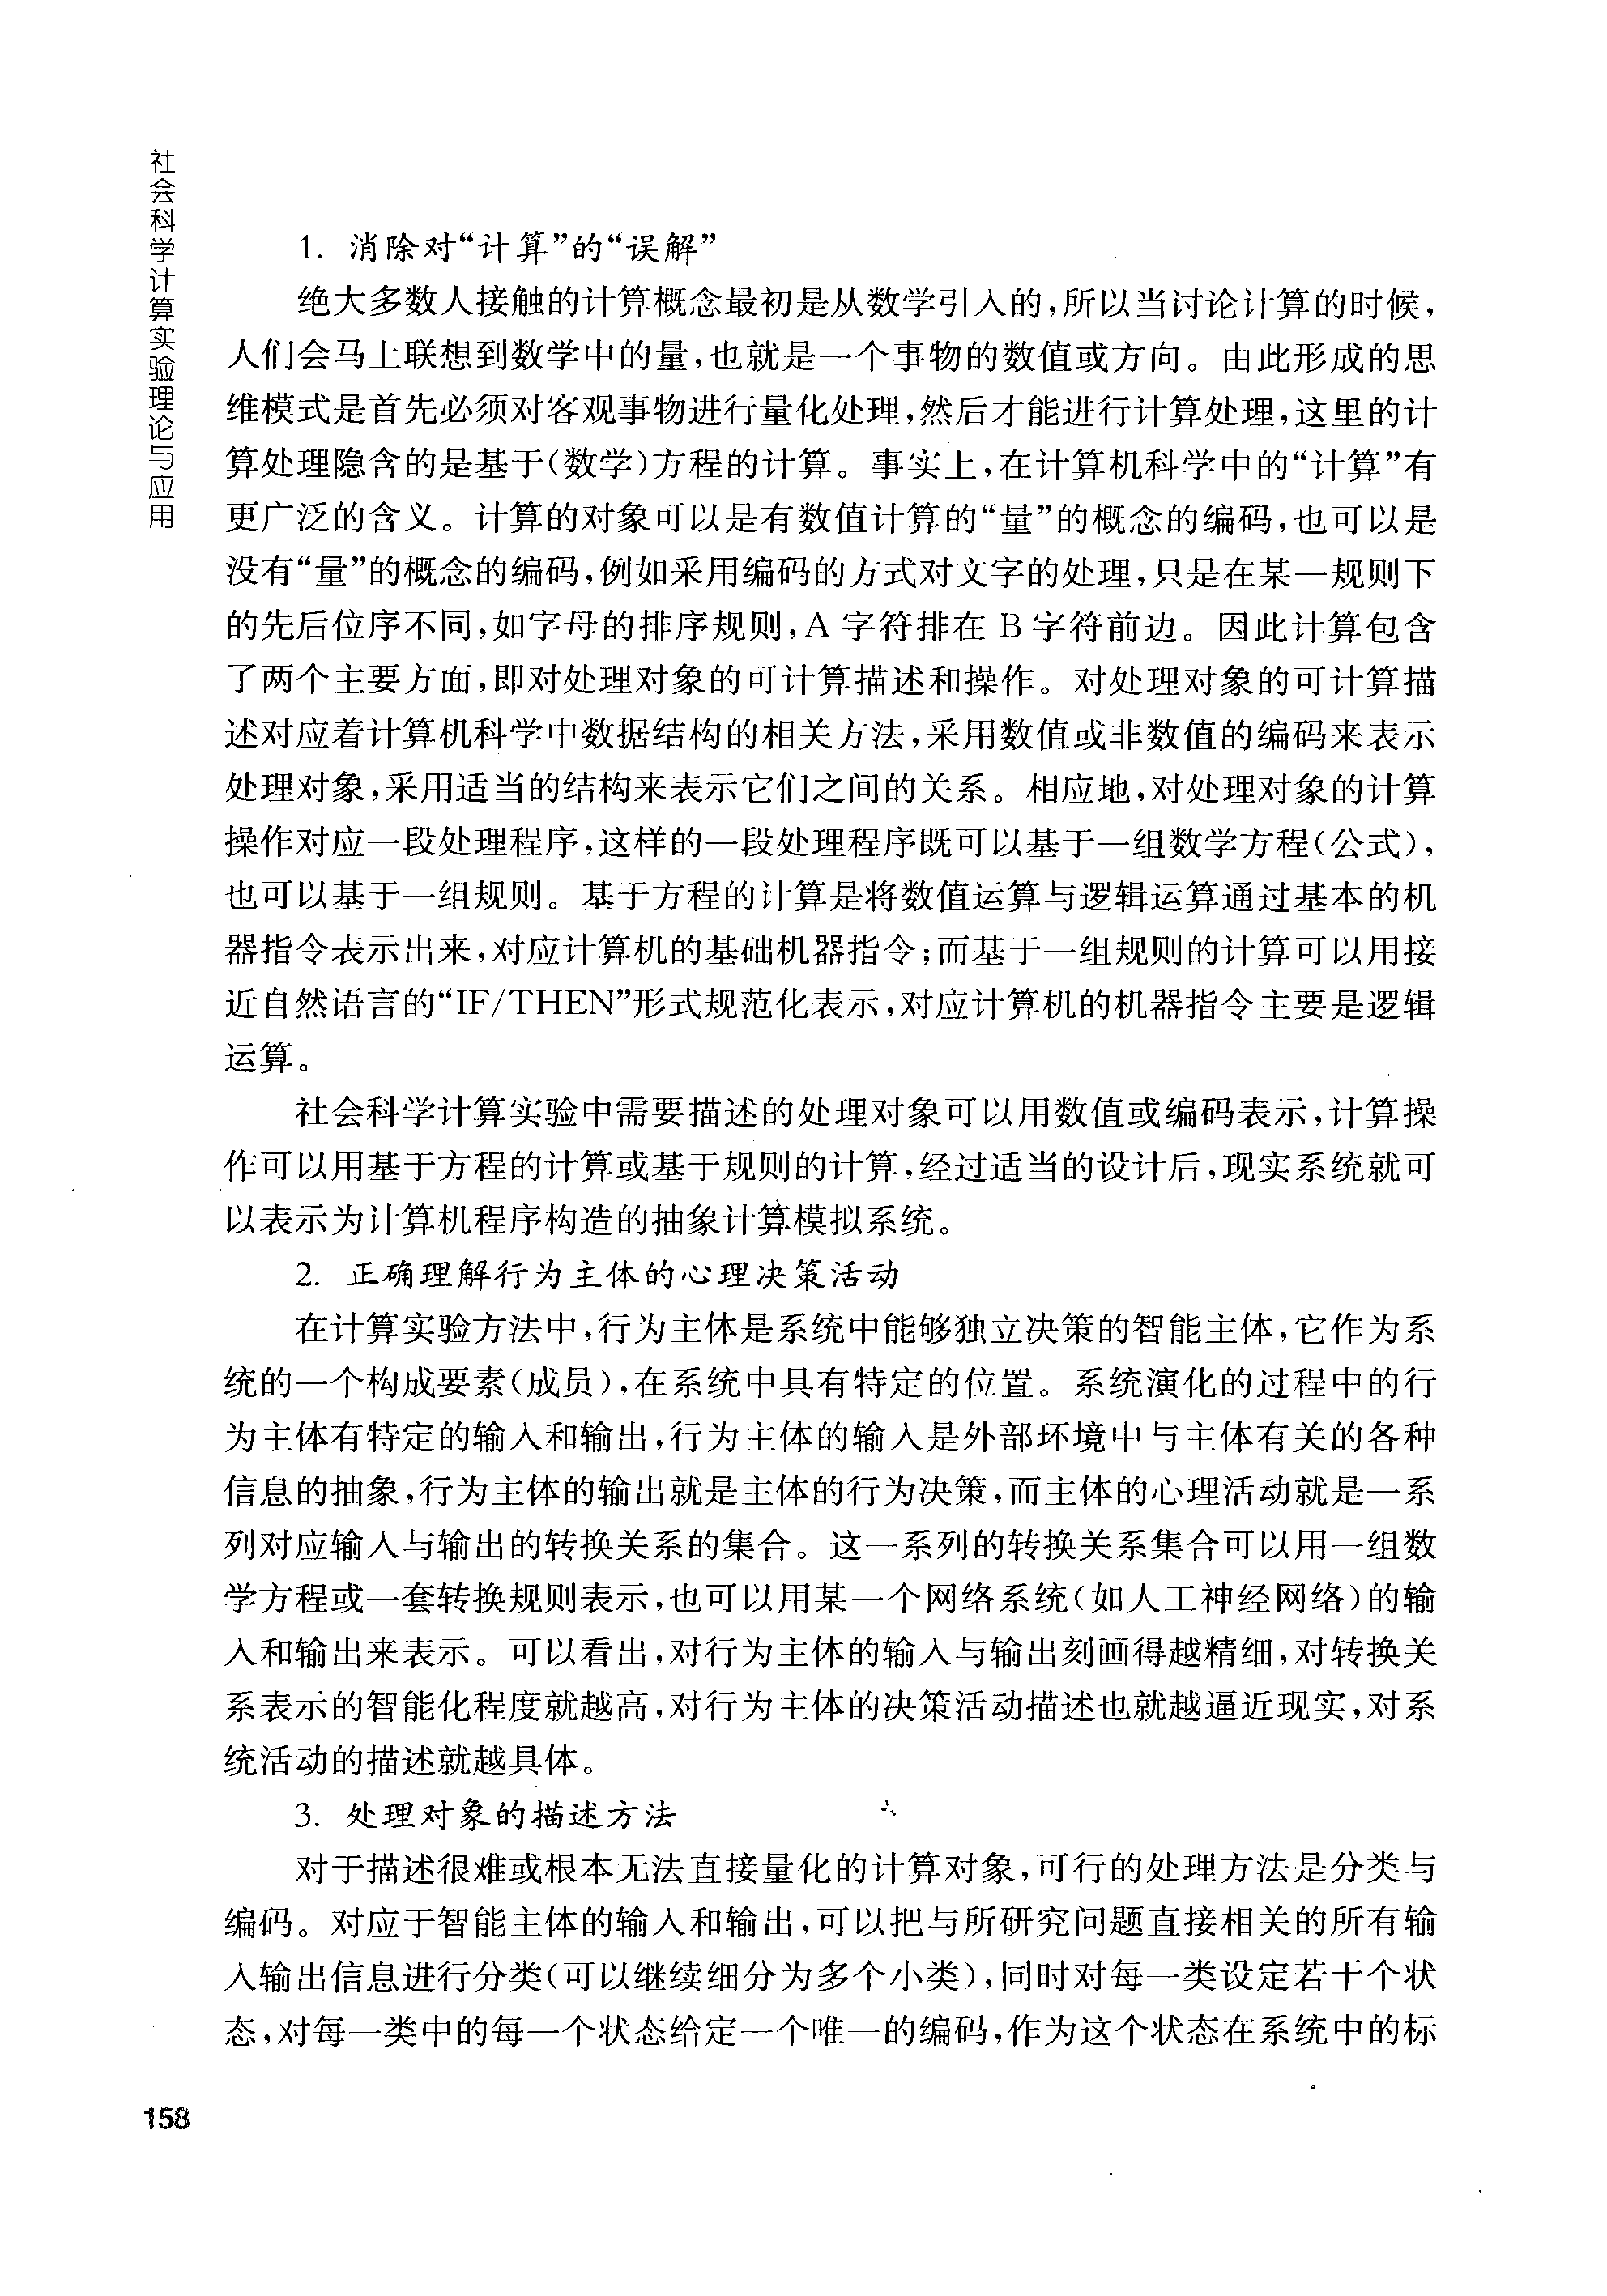 社会科学计算实验理论与应用
1. 消除对“计算”的“误解”
绝大多数人接触的计算概念最初是从数学引入的,所以当讨论计算的时候,
人们会马上联想到数学中的量,也就是一个事物的数值或方向。由此形成的思
维模式是首先必须对客观事物进行量化处理,然后才能进行计算处理,这里的计
算处理隐含的是基于(数学)方程的计算。事实上,在计算机科学中的“计算”有
更广泛的含义。计算的对象可以是有数值计算的“量”的概念的编码,也可以是
没有“量”的概念的编码,例如采用编码的方式对文字的处理,只是在某一规则下
的先后位序不同,如字母的排序规则,A 字符排在 B 字符前边。因此计算包含
了两个主要方面,即对处理对象的可计算描述和操作。对处理对象的可计算描
述对应着计算机科学中数据结构的相关方法,采用数值或非数值的编码来表示
处理对象,采用适当的结构来表示它们之间的关系。相应地,对处理对象的计算
操作对应一段处理程序,这样的一段处理程序既可以基于一组数学方程(公式),
也可以基于一组规则。基于方程的计算是将数值运算与逻辑运算通过基本的机
器指令表示出来,对应计算机的基础机器指令;而基于一组规则的计算可以用接
近自然语言的“IF/THEN”形式规范化表示,对应计算机的机器指令主要是逻辑
运算。
社会科学计算实验中需要描述的处理对象可以用数值或编码表示,计算操
作可以用基于方程的计算或基于规则的计算,经过适当的设计后,现实系统就可
以表示为计算机程序构造的抽象计算模拟系统。
2. 正确理解行为主体的心理决策活动
在计算实验方法中,行为主体是系统中能够独立决策的智能主体,它作为系
统的一个构成要素(成员),在系统中具有特定的位置。系统演化的过程中的行
为主体有特定的输入和输出,行为主体的输入是外部环境中与主体有关的各种
信息的抽象,行为主体的输出就是主体的行为决策,而主体的心理活动就是一系
列对应输入与输出的转换关系的集合。这一系列的转换关系集合可以用一组数
学方程或一套转换规则表示,也可以用某一个网络系统(如人工神经网络)的输
入和输出来表示。可以看出,对行为主体的输入与输出刻画得越精细,对转换关
系表示的智能化程度就越高,对行为主体的决策活动描述也就越逼近现实,对系
统活动的描述就越具体。
3. 处理对象的描述方法
对于描述很难或根本无法直接量化的计算对象,可行的处理方法是分类与
编码。对应于智能主体的输入和输出,可以把与所研究问题直接相关的所有输
入输出信息进行分类(可以继续细分为多个小类),同时对每一类设定若干个状
态,对每一类中的每一个状态给定一个唯一的编码,作为这个状态在系统中的标
158